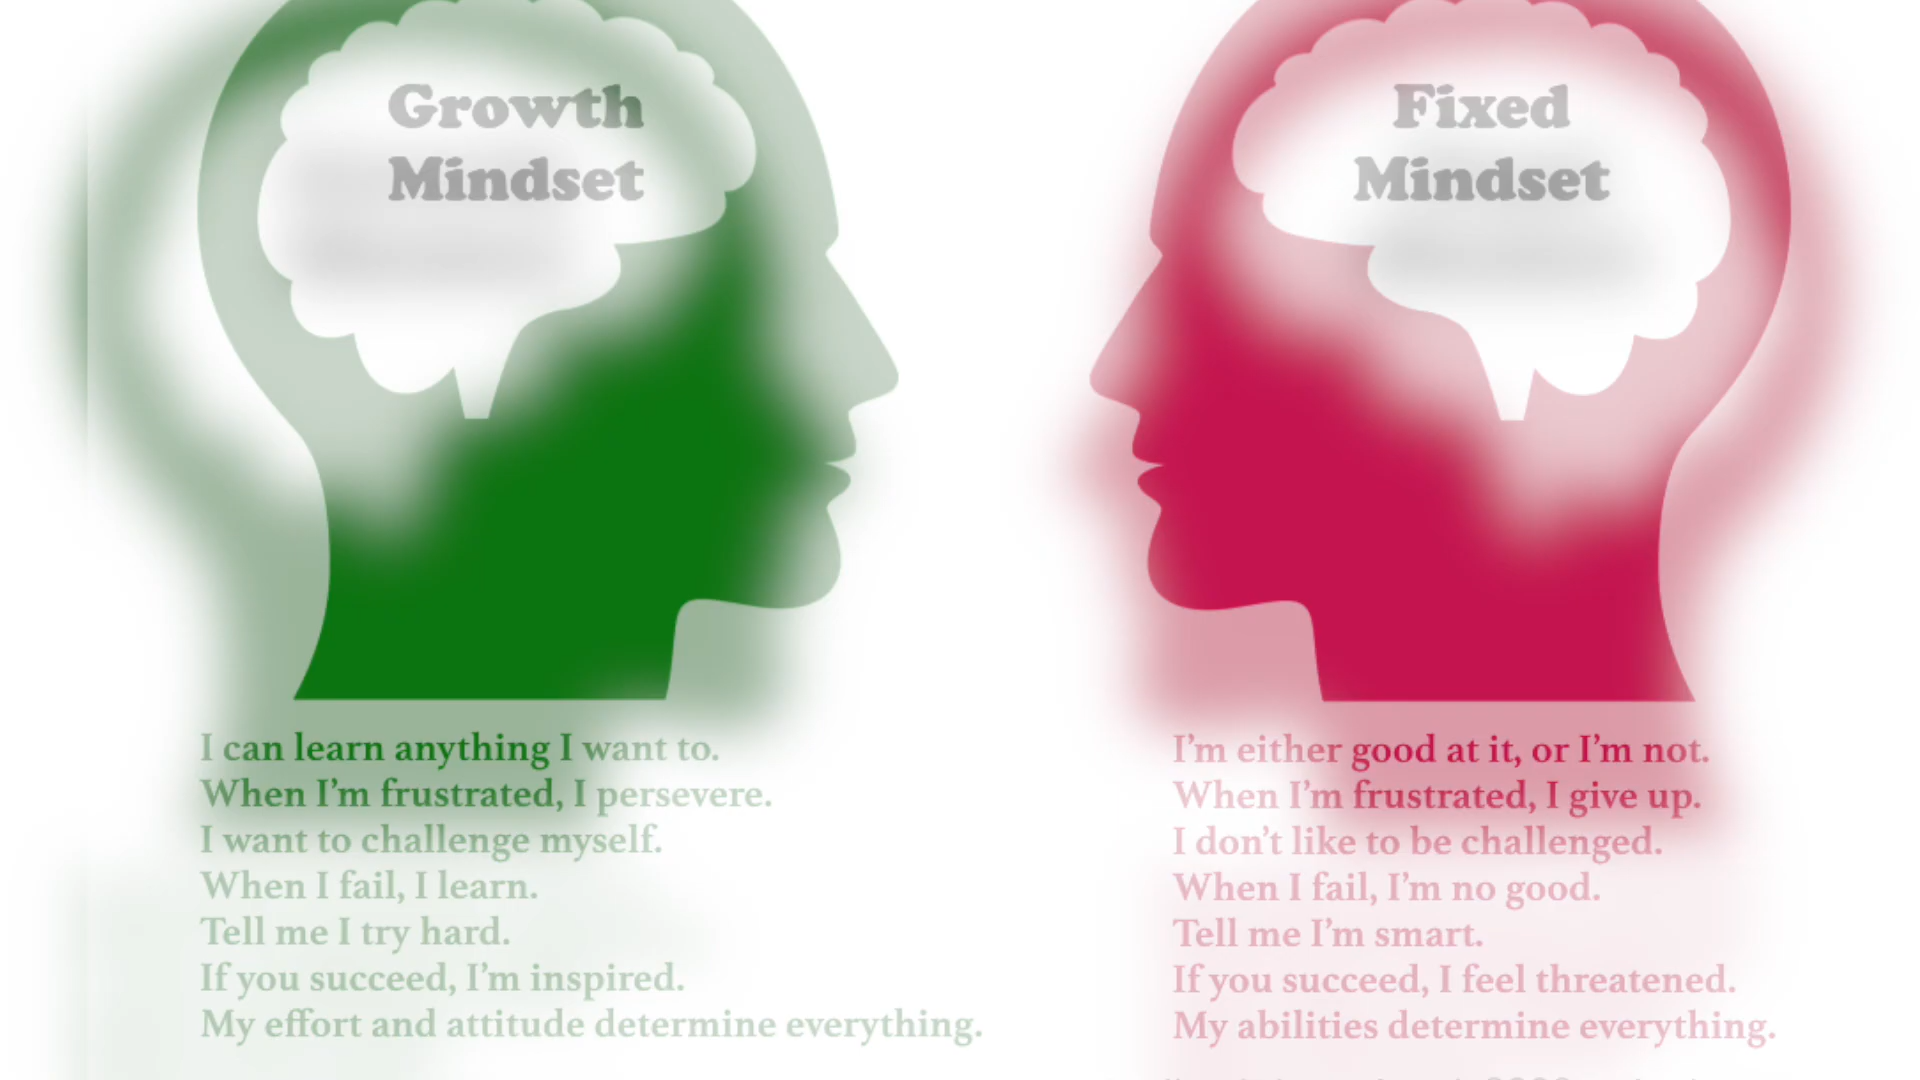 Growth
Mindset
I can learn anything I want to.
When I'm frustrated, I persevere.
I want to challenge myself.
When I fail, I learn.
Tell me I try hard.
If you succeed, I'm inspired.
My effort and attitude determine everything.
Fixed
Mindset
I'm either good at it, or I'm not.
When I'm frustrated, I give up.
I don't like to be challenged.
When I fail, I'm no good.
Tell me I'm smart.
If you succeed, I feel threatened.
My abilities determine everything.